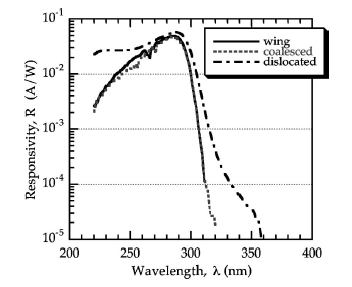 10-1
wing
coalesced
dislocated
10-2
Responsivity, R (A/W)
10-3
10-4
10-5
200 250 300 350 400
Wavelength, λ (nm)